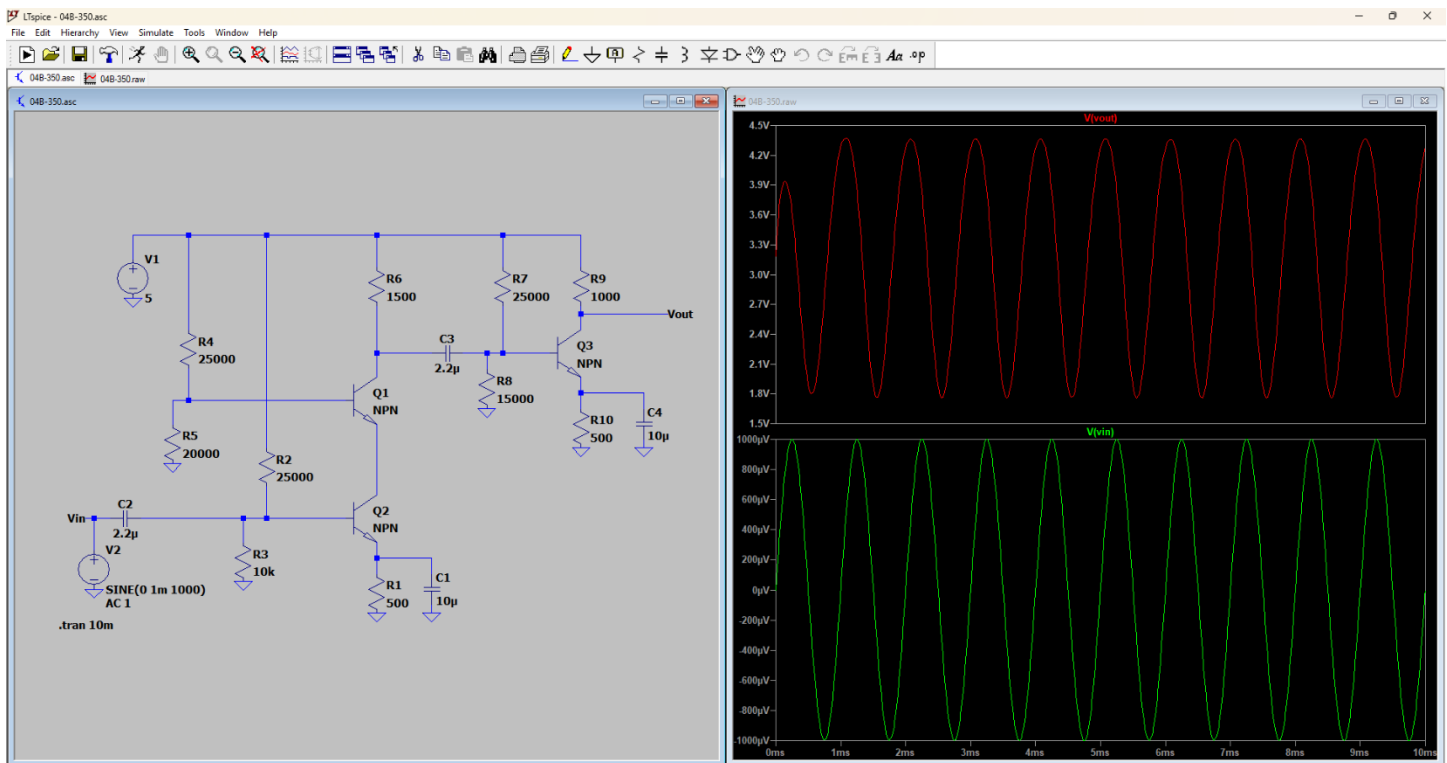 LTspice - 04B-350.asc
File Edit Hierarchy View Simulate Tools Window Help
Aa .op
04B-350.asc 04B-350.raw
04B-350.asc
V1
5
R4
25000
R5
20000
R2
25000
R6
1500
C3
2.2µ
R7
25000
R9
1000
Vout
Q3
NPN
R8
15000
R10
500
C4
10µ
Q1
NPN
Vin
C2
2.2µ
V2
SINE(0 1m 1000)
AC 1
R3
10k
Q2
NPN
R1
500
C1
10µ
.tran 10m
04B-350.raw
V(vout)
4.5V
4.2V
3.9V
3.6V
3.3V
3.0V
2.7V
2.4V
2.1V
1.8V
1.5V
V(vin)
1000µV
800µV
600µV
400µV
200µV
0µV
-200µV
-400µV
-600µV
-800µV
-1000µV
0ms 1ms 2ms 3ms 4ms 5ms 6ms 7ms 8ms 9ms 10ms